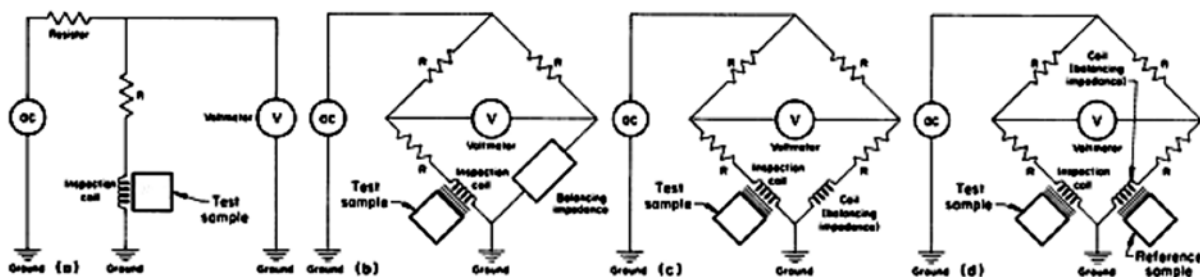 Resistor
R
ac
Voltmeter
V
Inspection
coil
Test
sample
Ground
(a)
Ground
Ground
R
R
ac
V
Voltmeter
R
Inspection
coil
Test
sample
Balancing
impedance
Ground
(b)
Ground
R
R
ac
V
Voltmeter
R
Inspection
coil
Test
sample
R
Coil
(balancing
impedance)
Ground
(c)
Ground
R
R
Coil
(balancing
impedance)
ac
V
Voltmeter
R
Inspection
coil
R
Test
sample
Ground
(d)
Ground
Reference
sample